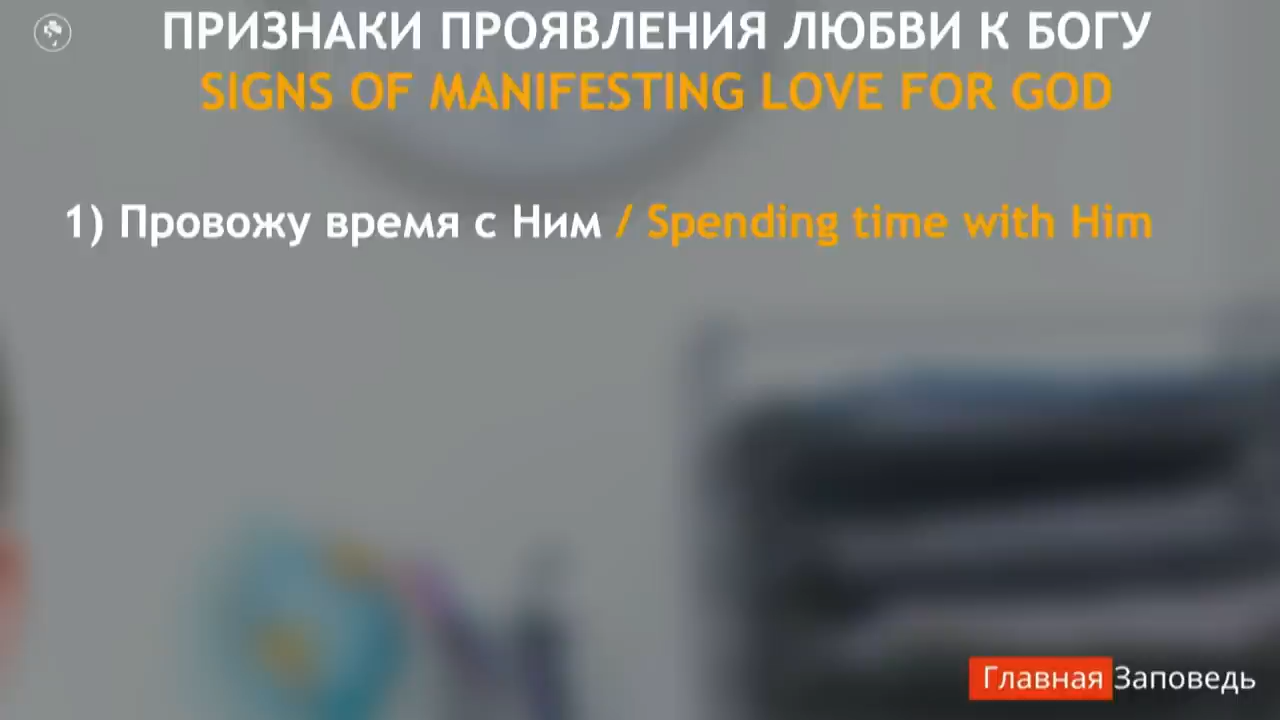 ПРИЗНАКИ ПРОЯВЛЕНИЯ ЛЮБВИ К БОГУ
SIGNS OF MANIFESTING LOVE FOR GOD
1) Провожу время с Ним / Spending time with Him
Главная Заповедь